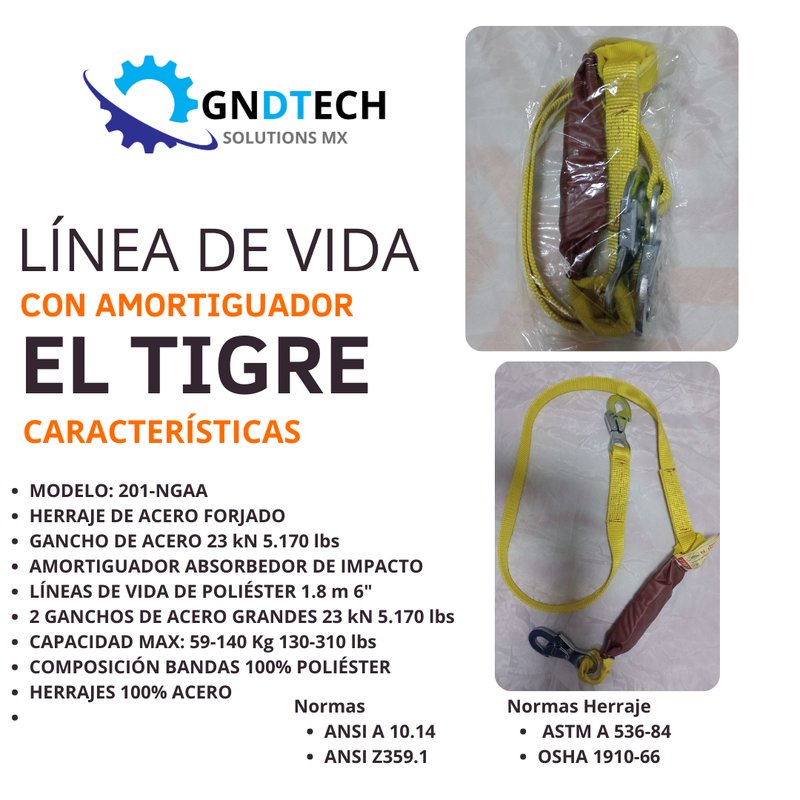 GNDTECH
SOLUTIONS MX
LÍNEA DE VIDA
CON AMORTIGUADOR
EL TIGRE
CARACTERÍSTICAS
• MODELO: 201-NGAA
• HERRAJE DE ACERO FORJADO
• GANCHO DE ACERO 23 kN 5.170 lbs
• AMORTIGUADOR ABSORBEDOR DE IMPACTO
• LÍNEAS DE VIDA DE POLIÉSTER 1.8 m 6"
• 2 GANCHOS DE ACERO GRANDES 23 kN 5.170 lbs
• CAPACIDAD MAX: 59-140 Kg 130-310 lbs
• COMPOSICIÓN BANDAS 100% POLIÉSTER
• HERRAJES 100% ACERO
•
Normas
• ANSI A 10.14
• ANSI Z359.1
Normas Herraje
• ASTM A 536-84
• OSHA 1910-66